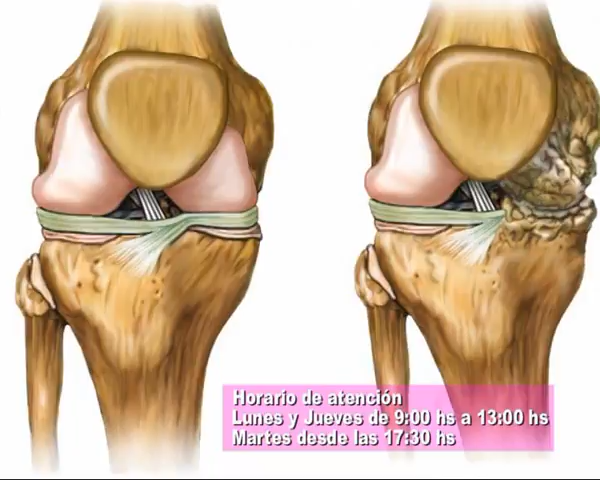 Horario de atención
Lunes y Jueves de 9:00 hs a 13:00 hs
Martes desde las 17:30 hs